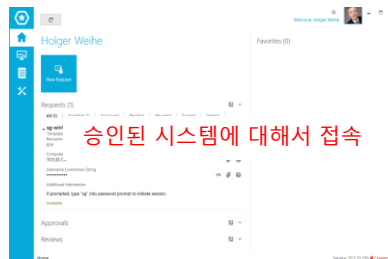 Welcome, Holger Weihe
Holger Weihe
Favorites (0)
New Request
Requests (1)
승인된 시스템에 대해서 접속
Computer
Username Connection String
Additional Information
If prompted, type "sg" into password prompt to initiate session.
Available
Approvals
Reviews
Home